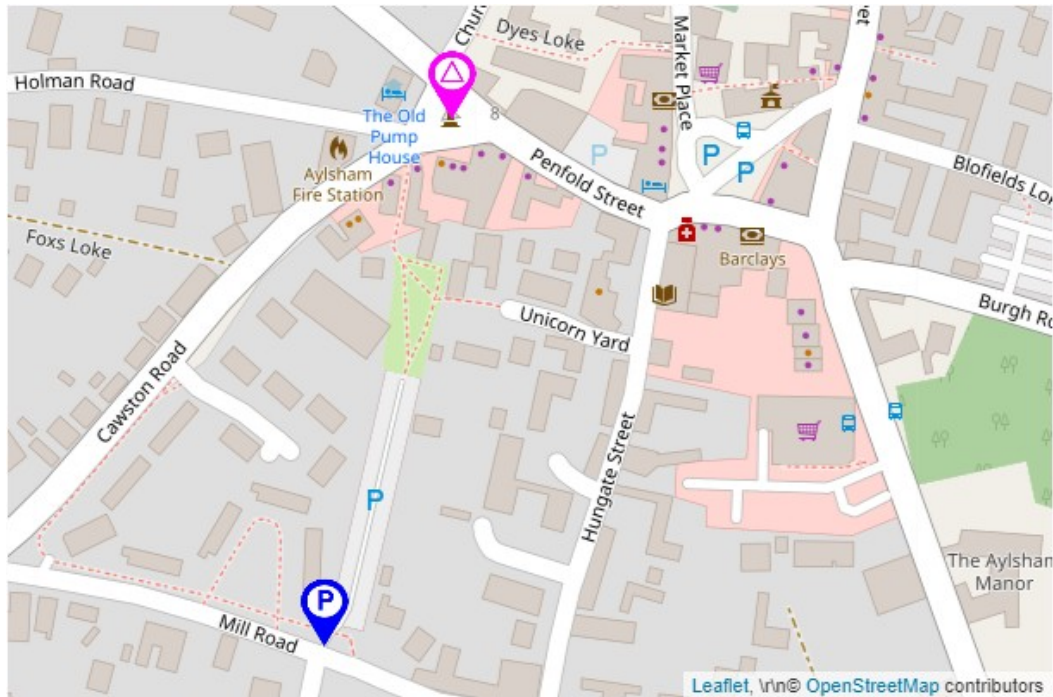 Chur
Dyes Loke
Market Place
Holman Road
The Old
Pump
House
8
P
P
P
Penfold Street
Blofields Lo
Aylsham
Fire Station
Foxs Loke
Barclays
Burgh Ro
Unicorn Yard
Cawston Road
Hungate Street
P
The Aylsham
Manor
P
Mill Road
Leaflet, \r\n© OpenStreetMap contributors